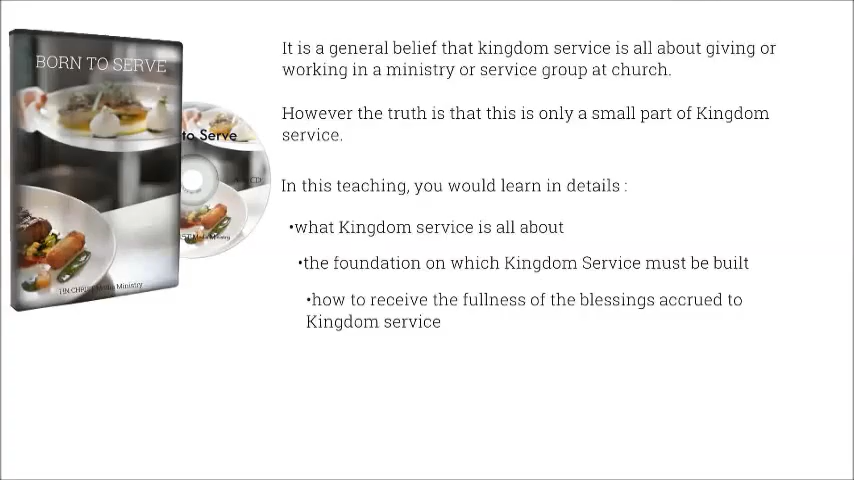 BORN TO SERVE
to Serve
CD
Media Ministry
IN CHRIST Media Ministry
It is a general belief that kingdom service is all about giving or
working in a ministry or service group at church.
However the truth is that this is only a small part of Kingdom
service.
In this teaching, you would learn in details :
•what Kingdom service is all about
•the foundation on which Kingdom Service must be built
•how to receive the fullness of the blessings accrued to
Kingdom service